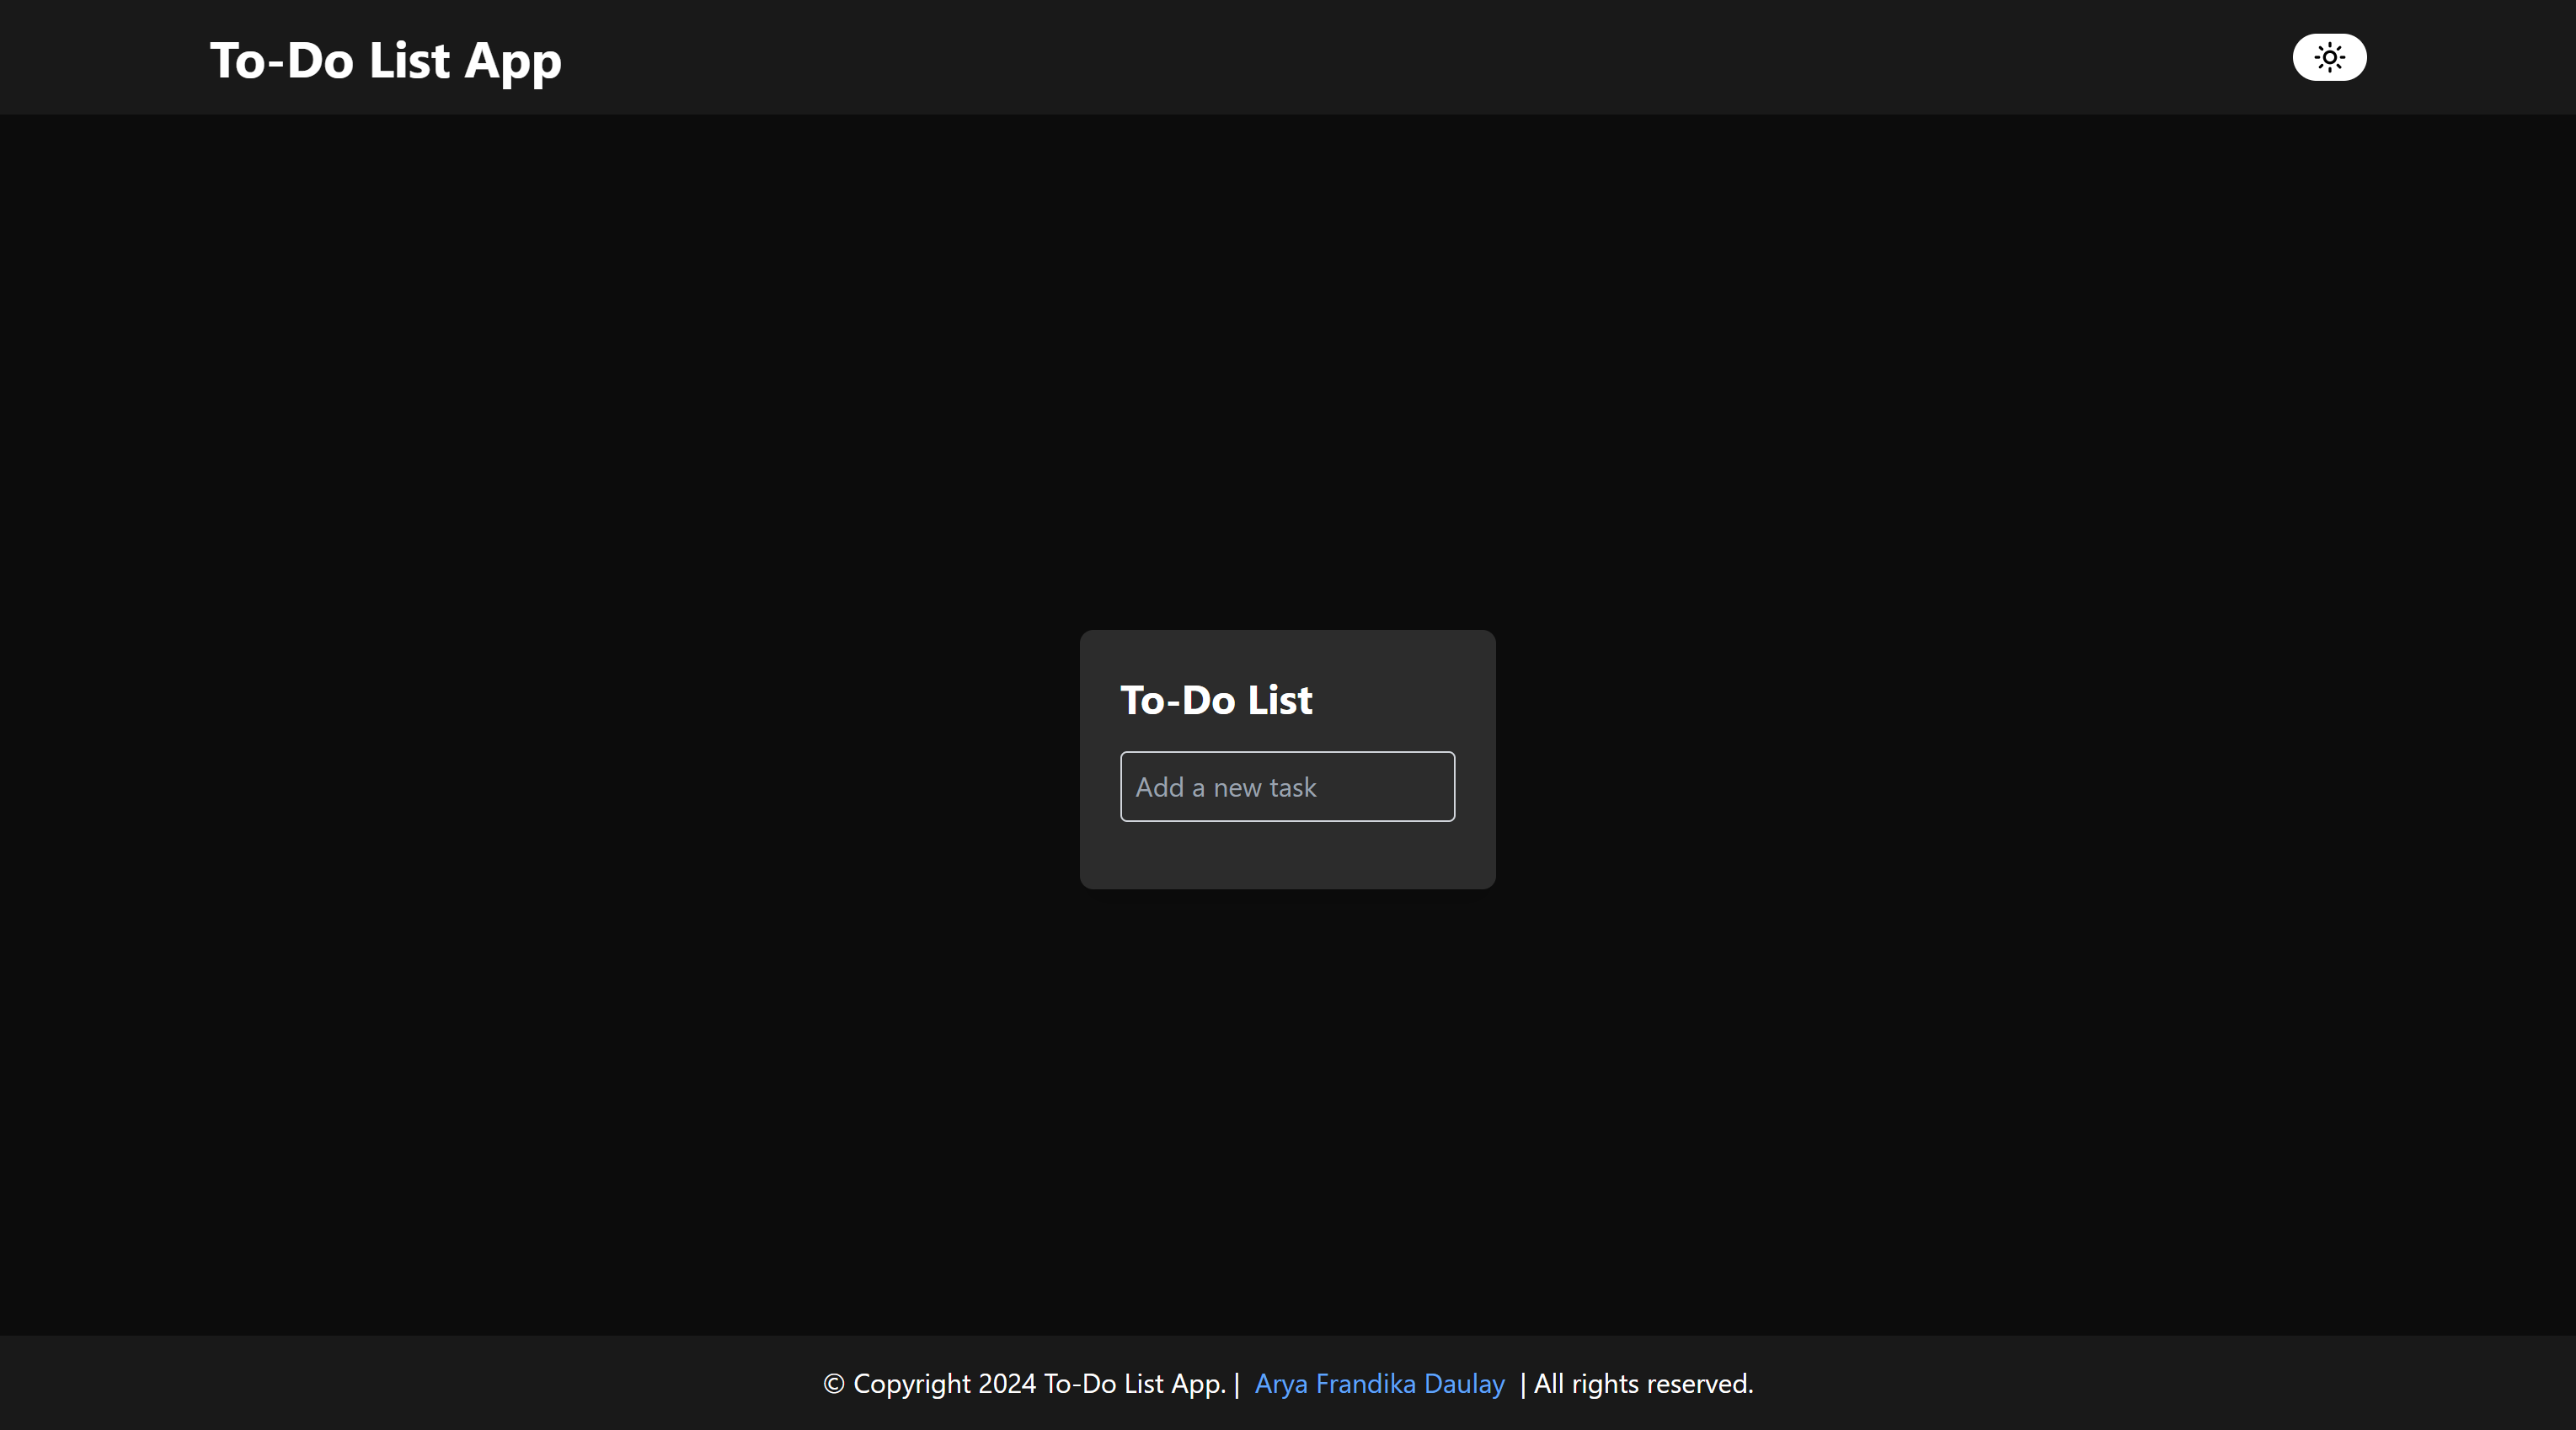 To-Do List App
To-Do List
Add a new task
© Copyright 2024 To-Do List App. | Arya Frandika Daulay | All rights reserved.